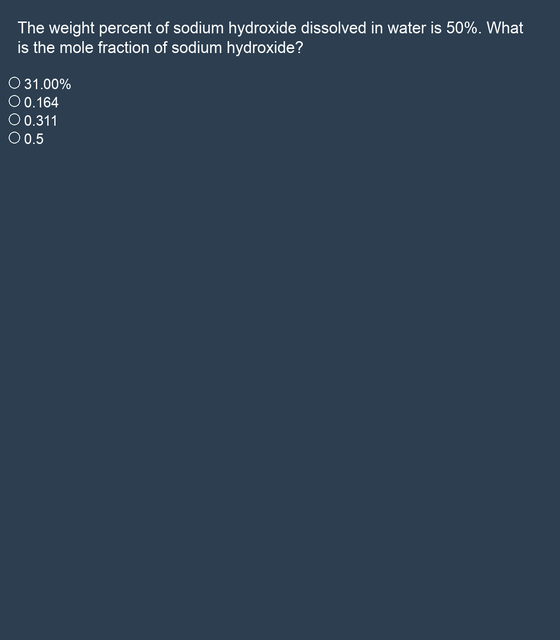 The weight percent of sodium hydroxide dissolved in water is 50%. What
is the mole fraction of sodium hydroxide?
31.00%
0.164
0.311
0.5